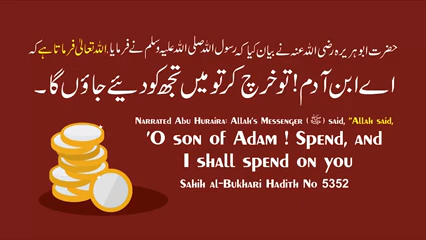 حضرت ابو ہریرہ رضی اللہ عنہ نے بیان کیا کہ رسول اللہ صلی اللہ علیہ وسلم نے فرمایا، اللہ تعالیٰ فرماتا ہے کہ
اے ابن آدم! تو خرچ کر تو میں تجھ کو دیئے جاؤں گا۔
Narrated Abu Huraira: Allah's Messenger (ﷺ) said, "Allah said,
'O son of Adam ! Spend, and
I shall spend on you
Sahih al-Bukhari Hadith No 5352